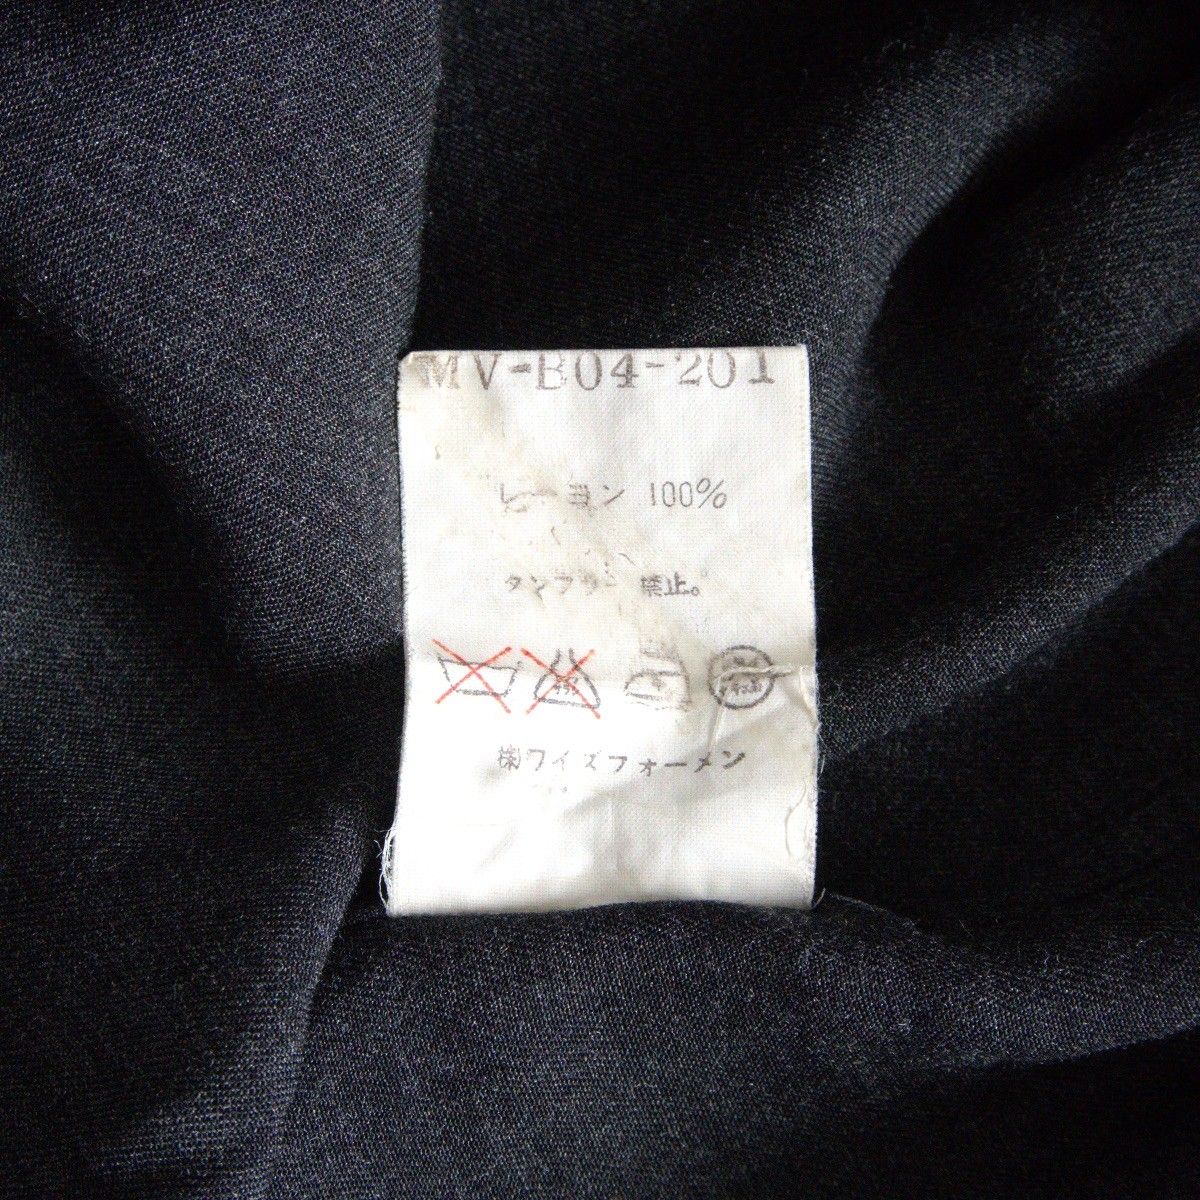 MV-B04-201
レーヨン 100%
タンブラー 禁止。
㈱ワイズフォーメン